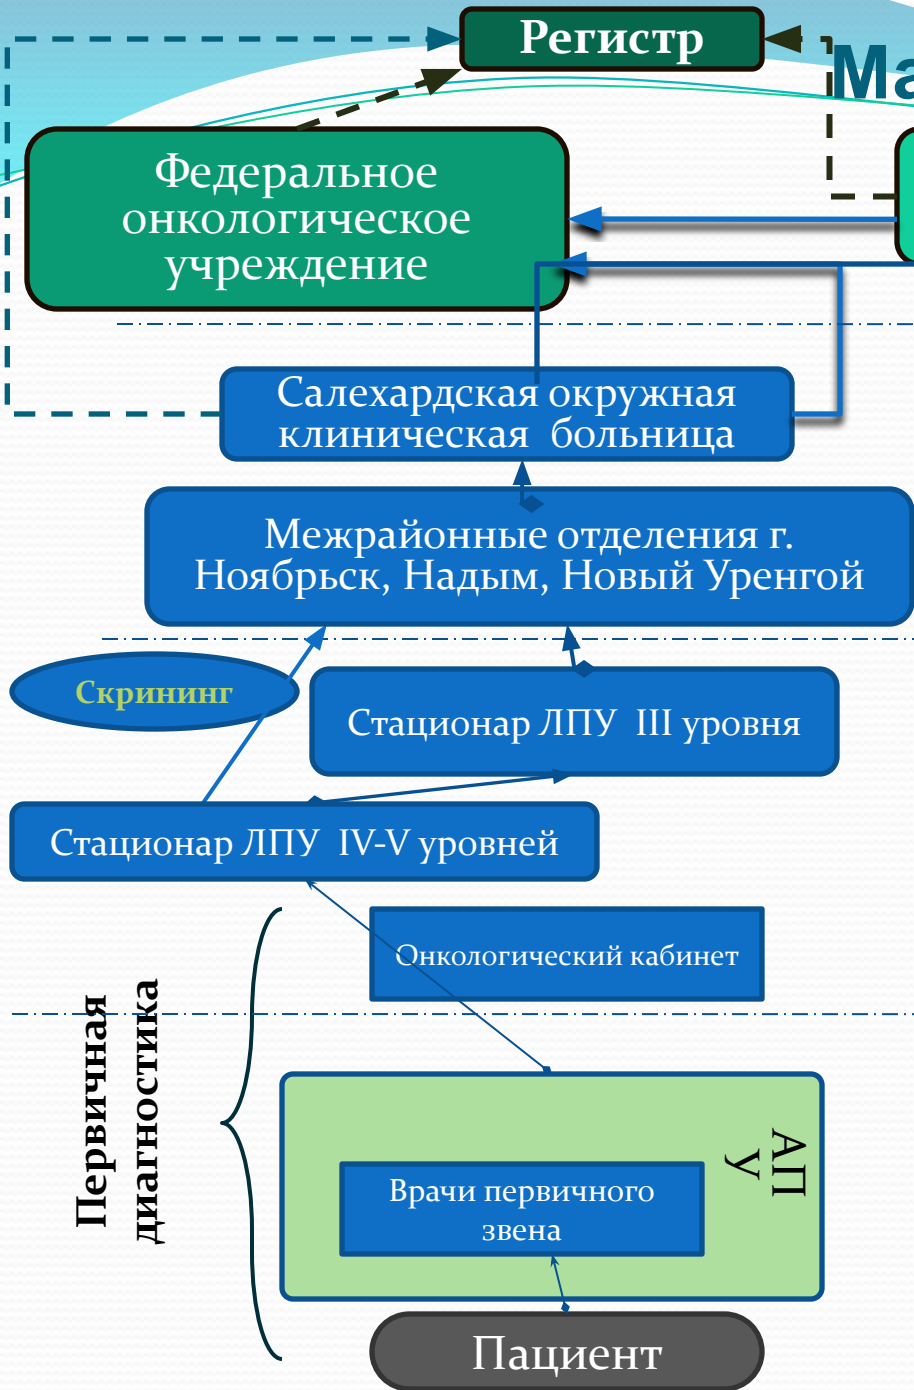 Регистр
Ма
Федеральное
онкологическое
учреждение
Салехардская окружная
клиническая больница
Межрайонные отделения г.
Ноябрьск, Надым, Новый Уренгой
Скрининг
Стационар ЛПУ III уровня
Стационар ЛПУ IV-V уровней
Онкологический кабинет
Первичная
диагностика
АП
У
Врачи первичного
звена
Пациент